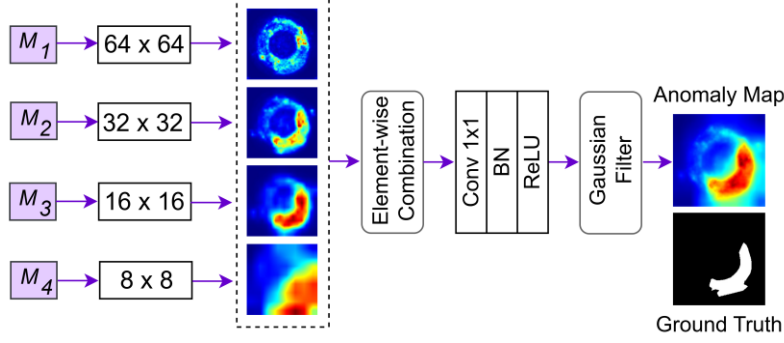 M1
64 x 64
M2
32 x 32
M3
16 x 16
M4
8 x 8
Element-wise
Combination
Conv 1x1
BN
ReLU
Gaussian
Filter
Anomaly Map
Ground Truth